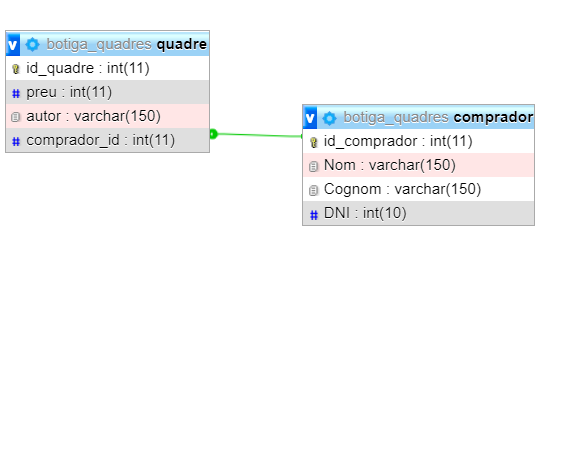 v botiga_quadres quadre
id_quadre : int(11)
# preu : int(11)
autor : varchar(150)
# comprador_id : int(11)
v botiga_quadres comprador
id_comprador : int(11)
Nom : varchar(150)
Cognom : varchar(150)
# DNI : int(10)